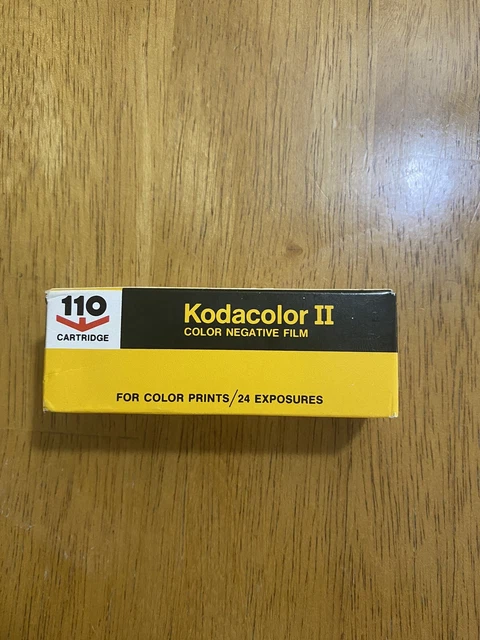 110
CARTRIDGE
Kodacolor II
COLOR NEGATIVE FILM
FOR COLOR PRINTS/24 EXPOSURES